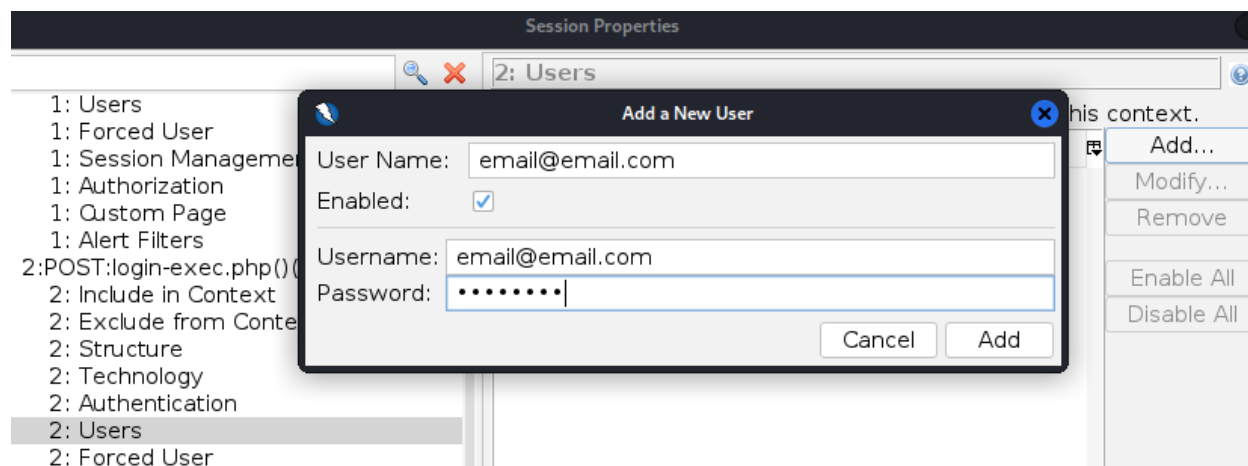 Session Properties
2: Users
1: Users
1: Forced User
1: Session Managemen
1: Authorization
1: Custom Page
1: Alert Filters
2:POST:login-exec.php()(
2: Include in Context
2: Exclude from Conte
2: Structure
2: Technology
2: Authentication
2: Users
2: Forced User
Add a New User
User Name: email@email.com
Enabled:
Username: email@email.com
Password: ••••••••
Cancel Add
his context.
Add...
Modify...
Remove
Enable All
Disable All